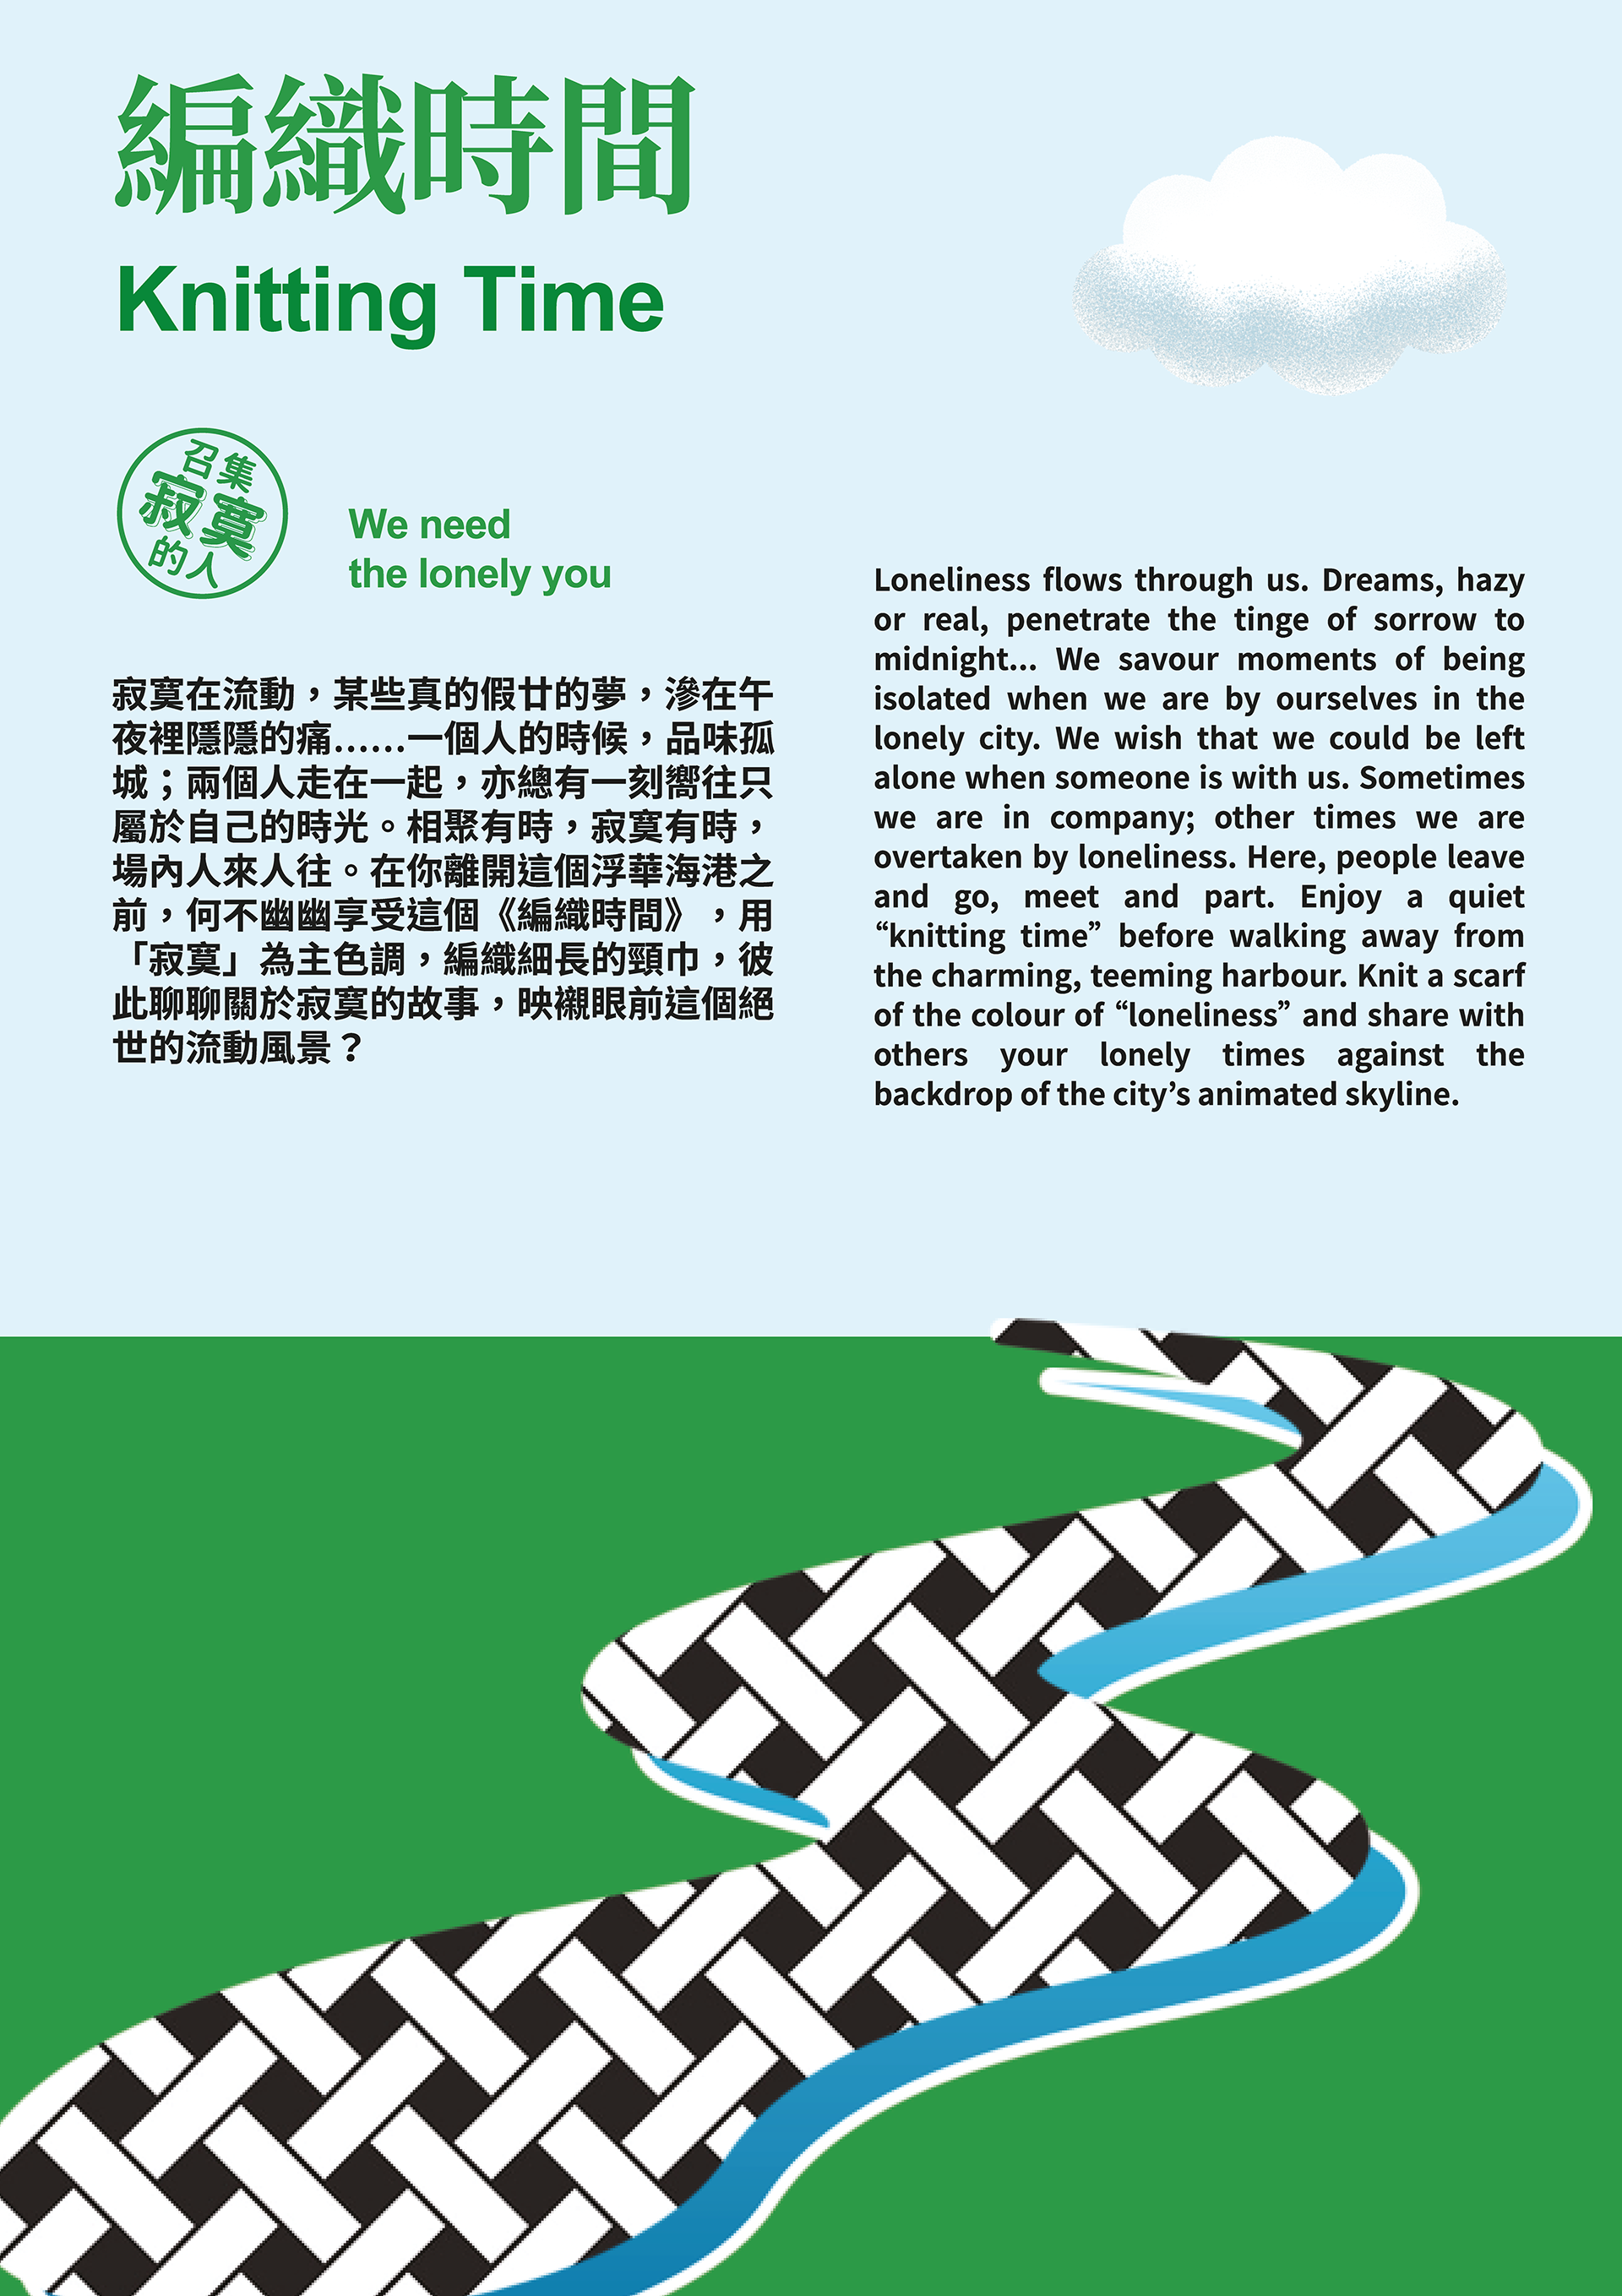 編織時間
Knitting Time
召集
寂寞
的人
We need
the lonely you
寂寞在流動，某些真的假廿的夢，滲在午
夜裡隱隱的痛......一個人的時候，品味孤
城；兩個人走在一起，亦總有一刻嚮往只
屬於自己的時光。相聚有時，寂寞有時，
場內人來人往。在你離開這個浮華海港之
前，何不幽幽享受這個《編織時間》，用
「寂寞」為主色調，編織細長的頸巾，彼
此聊聊關於寂寞的故事，映襯眼前這個絕
世的流動風景？
Loneliness flows through us. Dreams, hazy
or real, penetrate the tinge of sorrow to
midnight... We savour moments of being
isolated when we are by ourselves in the
lonely city. We wish that we could be left
alone when someone is with us. Sometimes
we are in company; other times we are
overtaken by loneliness. Here, people leave
and go, meet and part. Enjoy a quiet
“knitting time” before walking away from
the charming, teeming harbour. Knit a scarf
of the colour of “loneliness” and share with
others your lonely times against the
backdrop of the city’s animated skyline.